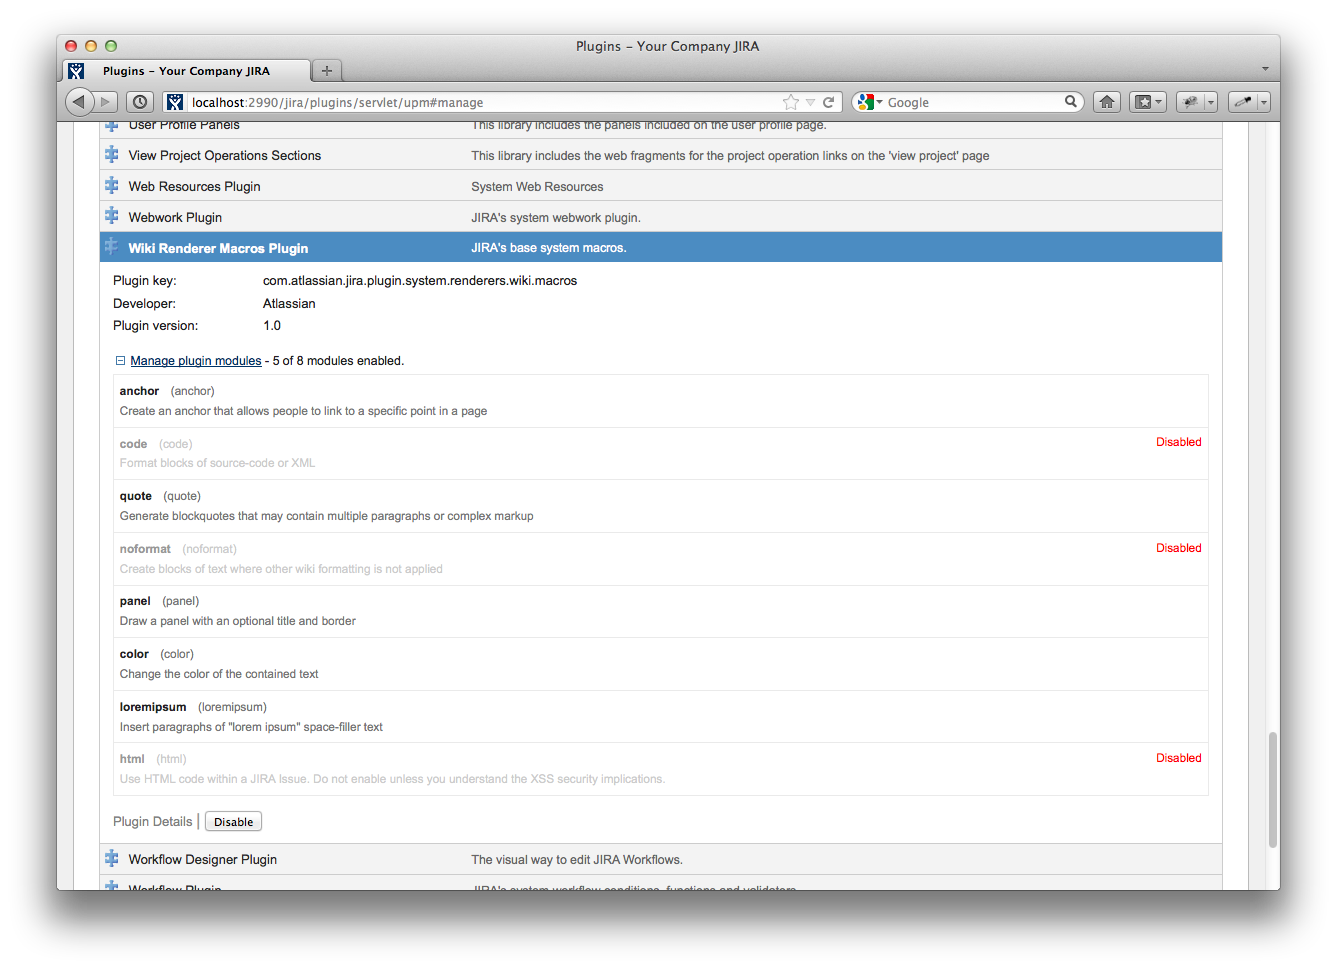 Plugins – Your Company JIRA
Plugins – Your Company JIRA
localhost:2990/jira/plugins/servlet/upm#manage Google
User Profile Panels This library includes the panels included on the user profile page.
View Project Operations Sections This library includes the web fragments for the project operation links on the 'view project' page
Web Resources Plugin System Web Resources
Webwork Plugin JIRA's system webwork plugin.
Wiki Renderer Macros Plugin JIRA's base system macros.
Plugin key: com.atlassian.jira.plugin.system.renderers.wiki.macros
Developer: Atlassian
Plugin version: 1.0
Manage plugin modules - 5 of 8 modules enabled.
anchor (anchor)
Create an anchor that allows people to link to a specific point in a page
code (code) Disabled
Format blocks of source-code or XML
quote (quote)
Generate blockquotes that may contain multiple paragraphs or complex markup
noformat (noformat) Disabled
Create blocks of text where other wiki formatting is not applied
panel (panel)
Draw a panel with an optional title and border
color (color)
Change the color of the contained text
loremipsum (loremipsum)
Insert paragraphs of "lorem ipsum" space-filler text
html (html) Disabled
Use HTML code within a JIRA Issue. Do not enable unless you understand the XSS security implications.
Plugin Details | Disable
Workflow Designer Plugin The visual way to edit JIRA Workflows.
Workflow Plugin JIRA's system workflow conditions, functions and validators.